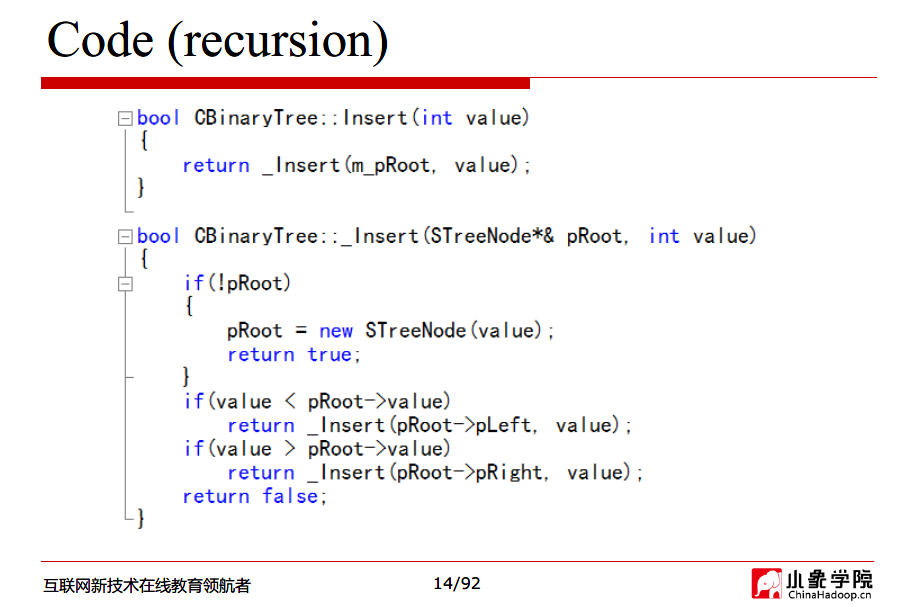 Code (recursion)
bool CBinaryTree::Insert(int value)
{
return _Insert(m_pRoot, value);
}
bool CBinaryTree::_Insert(STreeNode*& pRoot, int value)
{
if(!pRoot)
{
pRoot = new STreeNode(value);
return true;
}
if(value < pRoot->value)
return _Insert(pRoot->pLeft, value);
if(value > pRoot->value)
return _Insert(pRoot->pRight, value);
return false;
}
互联网新技术在线教育领航者
14/92
小象学院
ChinaHadoop.cn